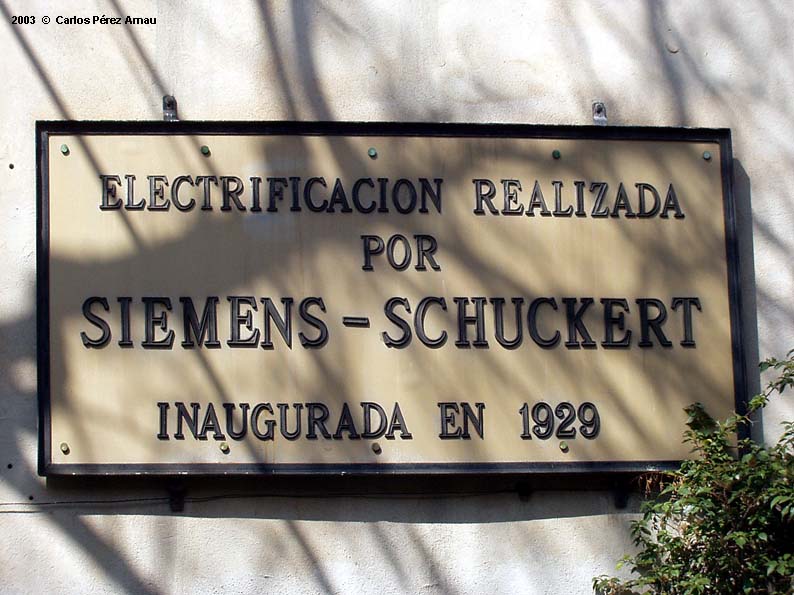 2003 © Carlos Pérez Arnau
ELECTRIFICACION REALIZADA
POR
SIEMENS - SCHUCKERT
INAUGURADA EN 1929